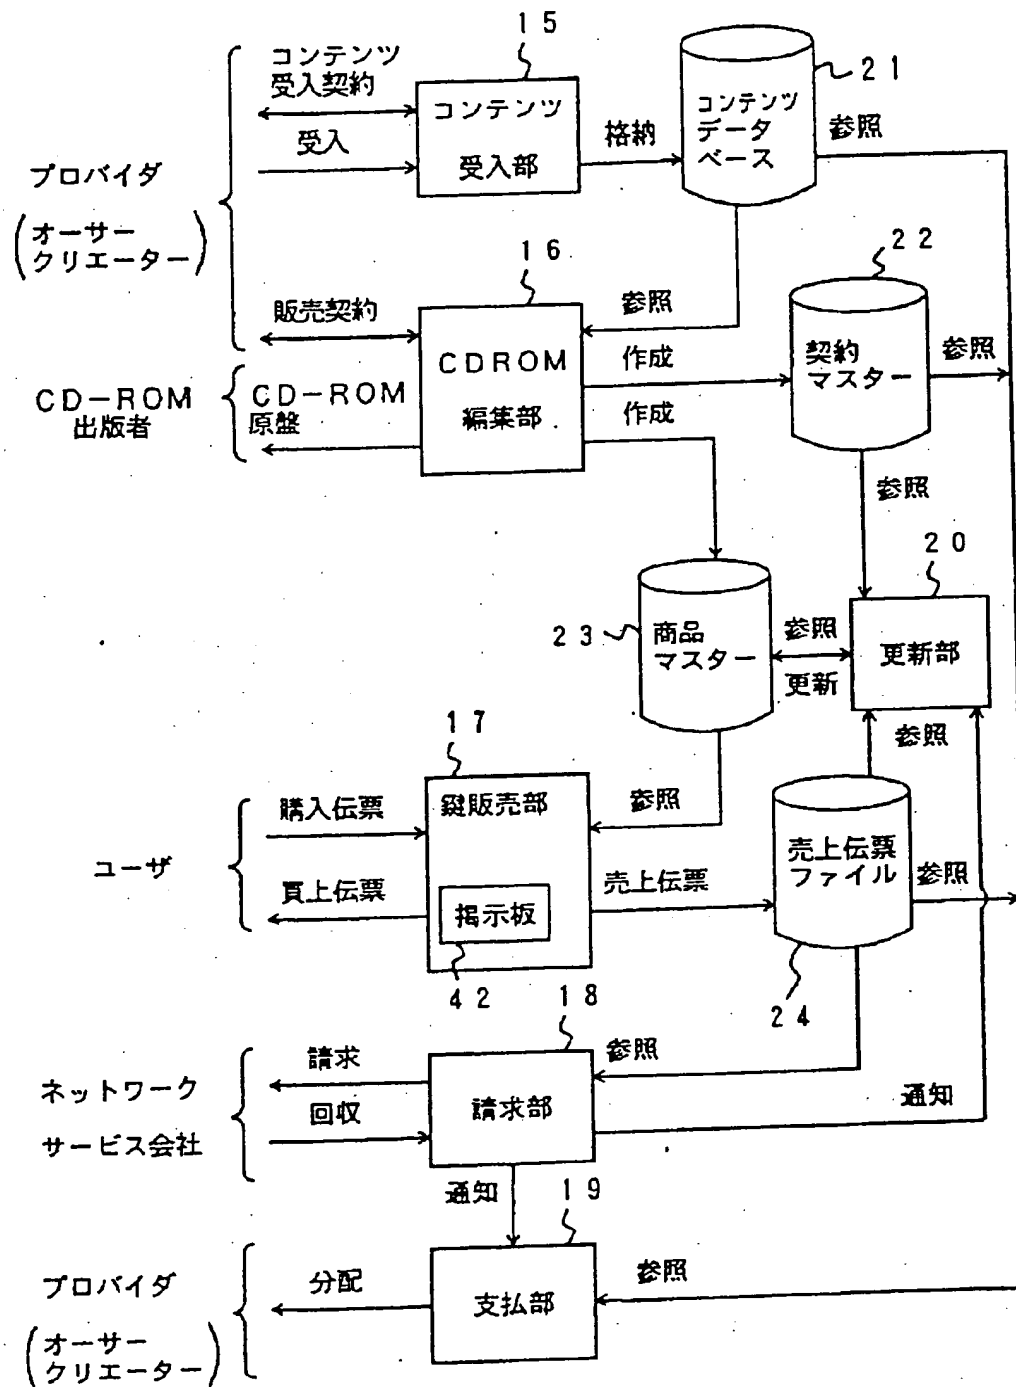 15
コンテンツ
受入契約
受入
コンテンツ
受入部
格納
コンテンツ
データ
ベース
21
参照
プロバイダ
(オーサー
クリエーター)
16
22
販売契約
参照
CDROM
編集部
作成
作成
契約
マスター
参照
CD-ROM
出版者
CD-ROM
原盤
参照
20
23
商品
マスター
参照
更新
更新部
17
参照
購入伝票
鍵販売部
参照
ユーザ
買上伝票
掲示板
売上伝票
売上伝票
ファイル
参照
42
18
24
ネットワーク
サービス会社
請求
回収
請求部
参照
通知
通知
19
プロバイダ
(オーサー
クリエーター)
分配
支払部
参照